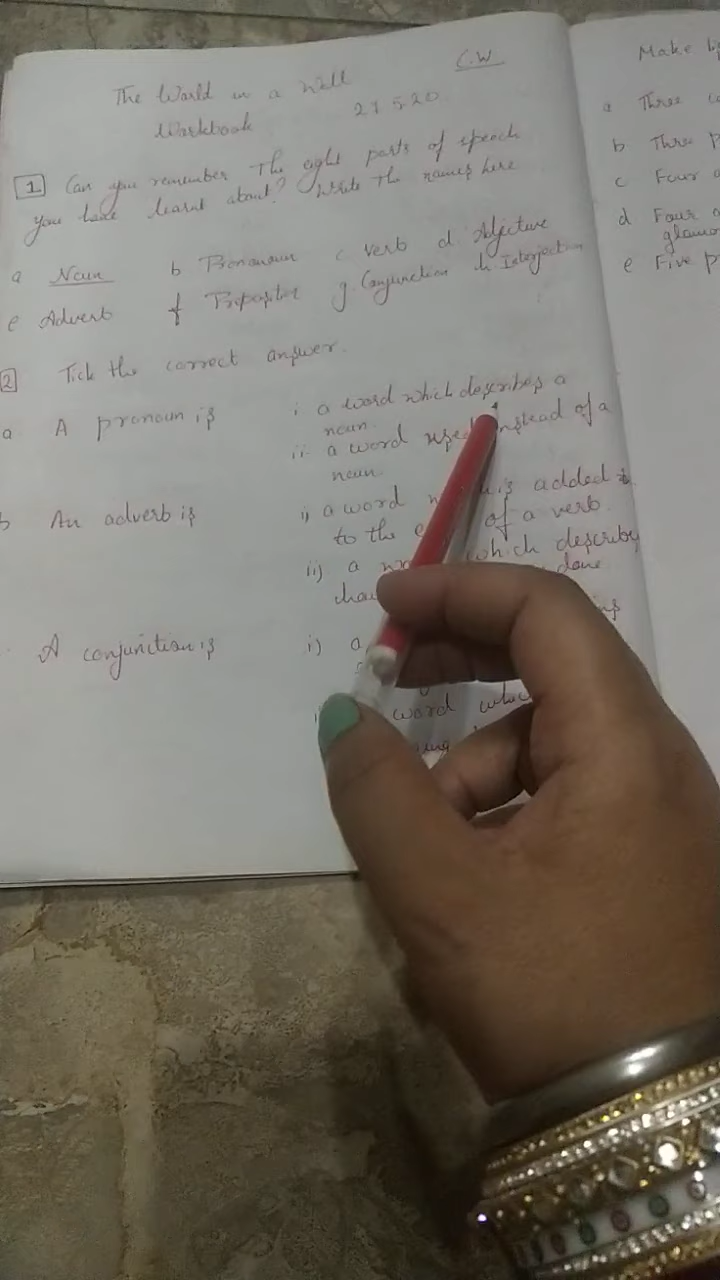 C.W
The World in a Well
Workbook 27 5 20
1. Can you remember The eight parts of speech
you have learnt about? Write The names here
a Noun b Pronoun c Verb d. Adjective
e Adverb f Preposition g Conjunction h Interjection
2 Tick the correct answer.
a. A pronoun is i a word which describes a
noun.
ii a word used instead of a
noun
b An adverb is i) a word is added to
to the of a verb.
ii) a which describes
done
A conjunction is i) a
word
Make
a Three
b Three
c Four
d Four
e Five